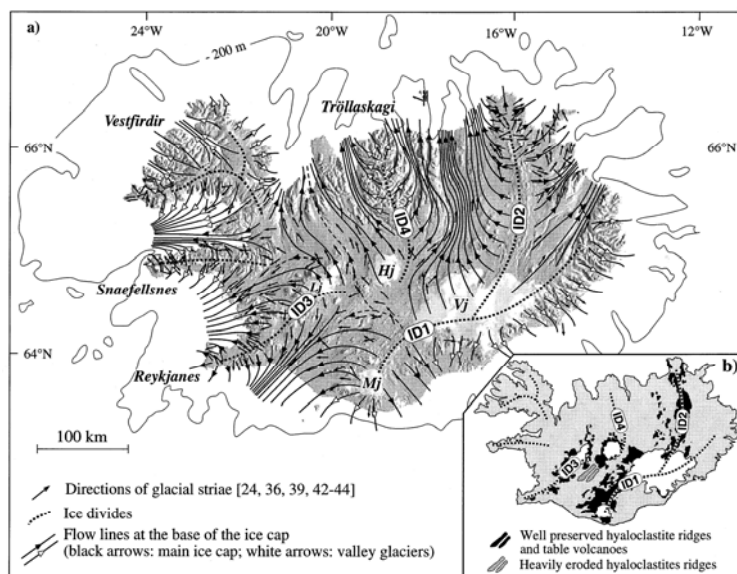 a)
24°W
20°W
16°W
12°W
- 200 m
Vestfirdir
Tröllaskagi
66°N
66°N
ID4
ID2
Hj
Snaefellsnes
Lj
ID3
Vj
ID1
64°N
Reykjanes
Mj
b)
100 km
ID2
ID4
ID3
ID1
Directions of glacial striae [24, 36, 39, 42-44]
Ice divides
Flow lines at the base of the ice cap
(black arrows: main ice cap; white arrows: valley glaciers)
Well preserved hyaloclastite ridges
and table volcanoes
Heavily eroded hyaloclastites ridges